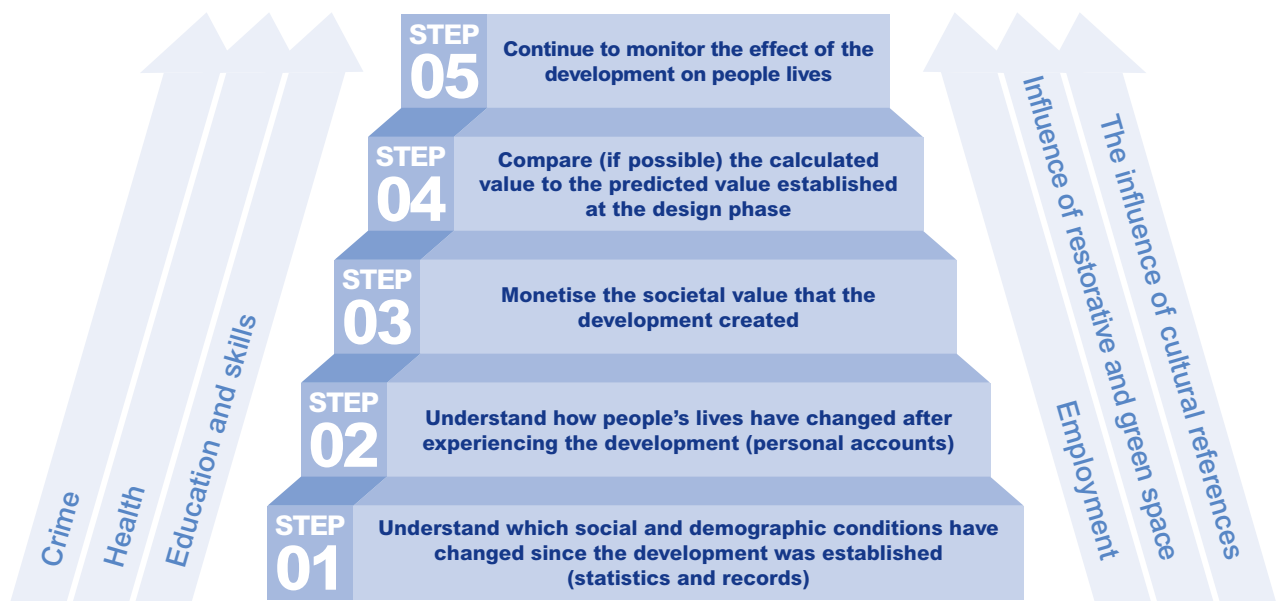 STEP
05
Continue to monitor the effect of the
development on people lives
STEP
04
Compare (if possible) the calculated
value to the predicted value established
at the design phase
STEP
03
Monetise the societal value that the
development created
STEP
02
Understand how people’s lives have changed after
experiencing the development (personal accounts)
STEP
01
Understand which social and demographic conditions have
changed since the development was established
(statistics and records)
Crime
Health
Education and skills
Employment
Influence of restorative and green space
The influence of cultural references